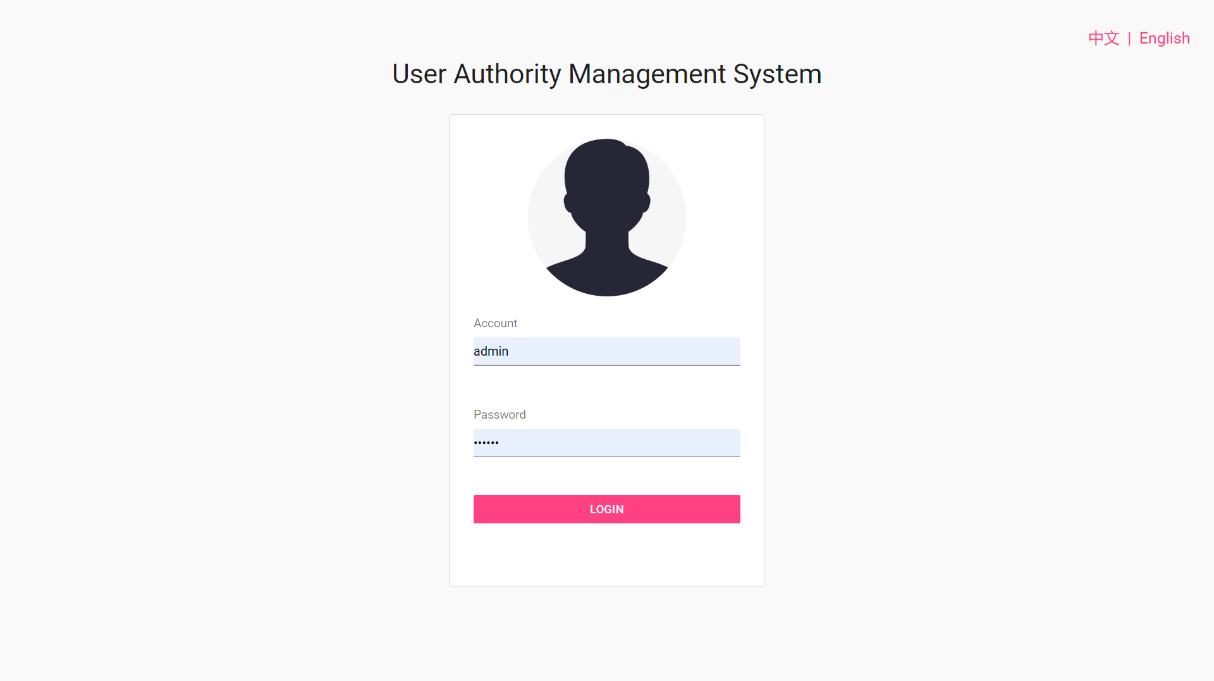 中文 | English
User Authority Management System
Account
admin
Password
••••••
LOGIN